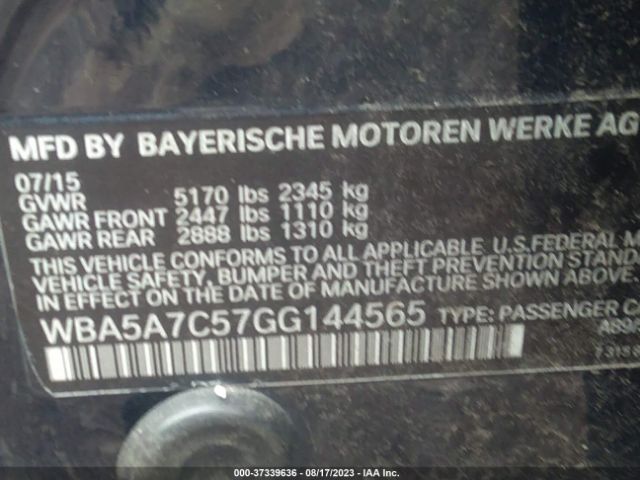 MFD BY BAYERISCHE MOTOREN WERKE AG
07/15
GVWR 5170 lbs 2345 kg
GAWR FRONT 2447 lbs 1110 kg
GAWR REAR 2888 lbs 1310 kg
THIS VEHICLE CONFORMS TO ALL APPLICABLE U.S.FEDERAL M
VEHICLE SAFETY, BUMPER AND THEFT PREVENTION STANDA
IN EFFECT ON THE DATE OF MANUFACTURE SHOWN ABOVE
WBA5A7C57GG144565 TYPE: PASSENGER CA
000-37339636 - 08/17/2023 - IAA Inc.